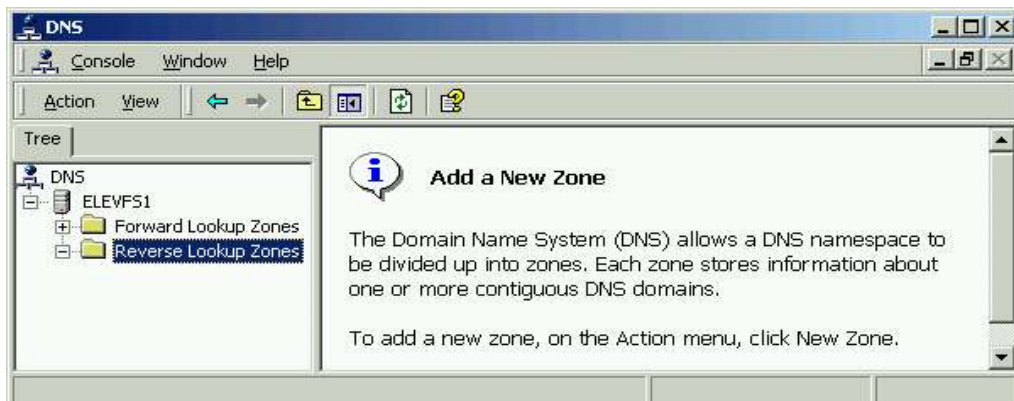 DNS
Console Window Help
Action View
Tree
DNS
ELEVFS1
Forward Lookup Zones
Reverse Lookup Zones
Add a New Zone
The Domain Name System (DNS) allows a DNS namespace to
be divided up into zones. Each zone stores information about
one or more contiguous DNS domains.
To add a new zone, on the Action menu, click New Zone.